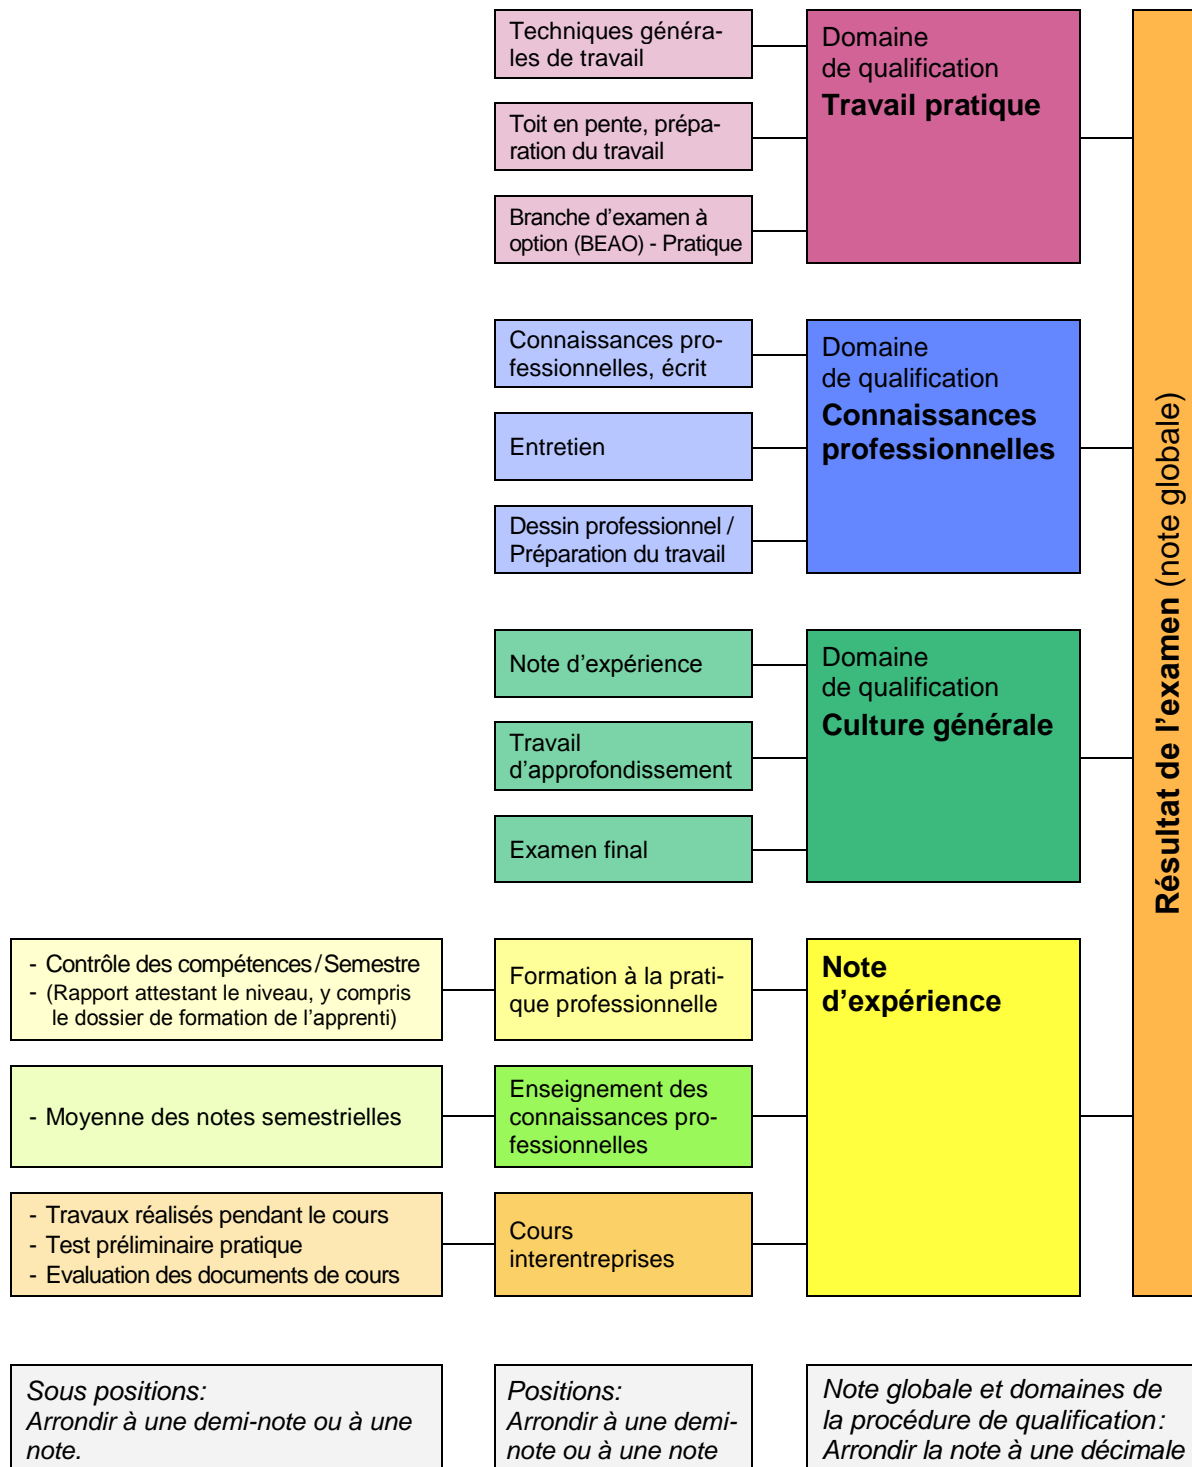 Techniques généra-
les de travail
Toit en pente, prépa-
ration du travail
Branche d'examen à
option (BEAO) - Pratique
Domaine
de qualification
Travail pratique
Connaissances pro-
fessionnelles, écrit
Entretien
Dessin professionnel /
Préparation du travail
Domaine
de qualification
Connaissances
professionnelles
Note d'expérience
Travail
d'approfondissement
Examen final
Domaine
de qualification
Culture générale
- Contrôle des compétences/Semestre
- (Rapport attestant le niveau, y compris
le dossier de formation de l'apprenti)
Formation à la prati-
que professionnelle
- Moyenne des notes semestrielles
Enseignement des
connaissances pro-
fessionnelles
- Travaux réalisés pendant le cours
- Test préliminaire pratique
- Evaluation des documents de cours
Cours
interentreprises
Note
d'expérience
Résultat de l'examen (note globale)
Sous positions:
Arrondir à une demi-note ou à une
note.
Positions:
Arrondir à une demi-
note ou à une note
Note globale et domaines de
la procédure de qualification:
Arrondir la note à une décimale